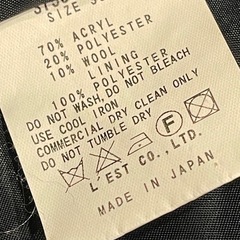 SIZE
70% ACRYL
20% POLYESTER
10% WOOL
LINING
100% POLYESTER
DO NOT WASH, DO NOT BLEACH
USE COOL IRON
COMMERCIAL DRY CLEAN ONLY
DO NOT TUMBLE DRY
F
L'EST CO., LTD.
MADE IN JAPAN